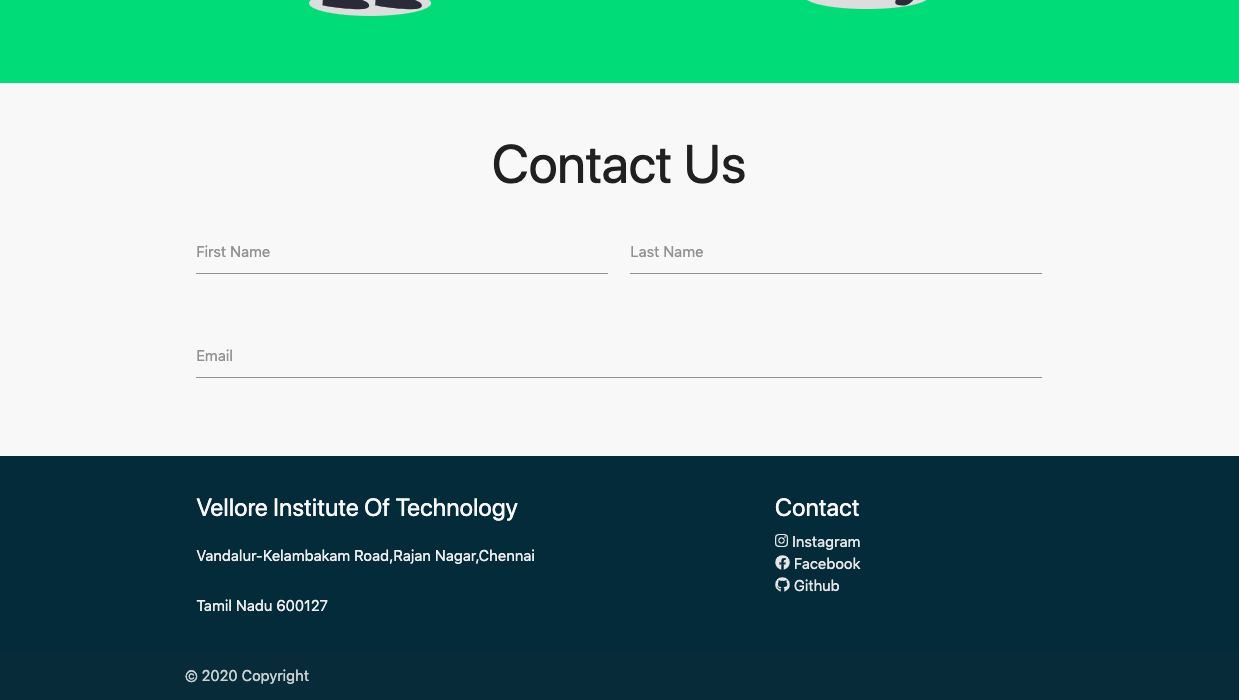 Contact Us
First Name
Last Name
Email
Vellore Institute Of Technology
Vandalur-Kelambakam Road,Rajan Nagar,Chennai
Tamil Nadu 600127
Contact
Instagram
Facebook
Github
© 2020 Copyright